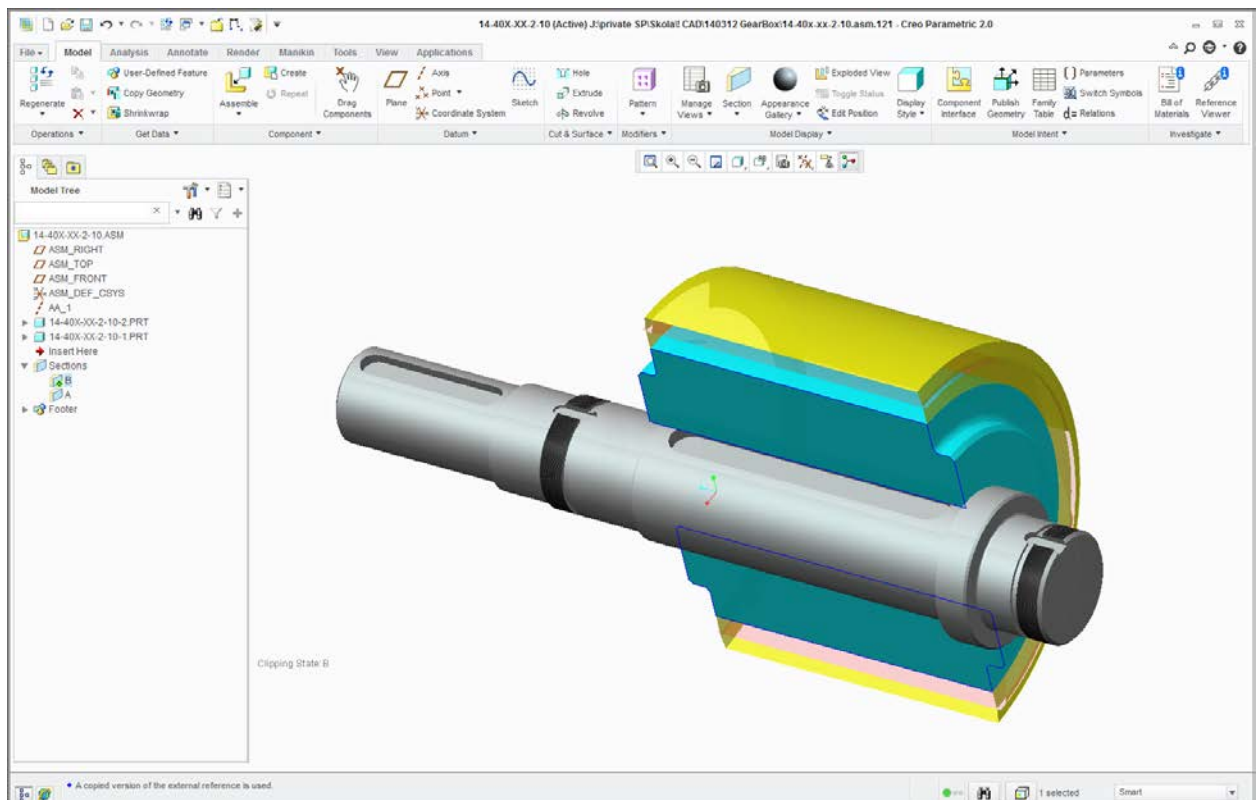 14-40X-XX-2-10 (Active) J:\private SP\Skola\! CAD\140312 GearBox\14-40x-xx-2-10.asm.121 - Creo Parametric 2.0
File Model Analysis Annotate Render Manikin Tools View Applications
Regenerate
User-Defined Feature
Copy Geometry
Shrinkwrap
Assemble
Create
Repeat
Drag Components
Plane
Axis
Point
Coordinate System
Sketch
Hole
Extrude
Revolve
Pattern
Manage Views
Section
Appearance Gallery
Exploded View
Toggle Status
Edit Position
Display Style
Component Interface
Publish Geometry
Family Table
Parameters
Switch Symbols
d= Relations
Bill of Materials
Reference Viewer
Operations Get Data Component Datum Cut & Surface Modifiers Model Display Model Intent Investigate
Model Tree
14-40X-XX-2-10.ASM
ASM_RIGHT
ASM_TOP
ASM_FRONT
ASM_DEF_CSYS
AA_1
14-40X-XX-2-10-2.PRT
14-40X-XX-2-10-1.PRT
Insert Here
Sections
B
A
Footer
Clipping State:B
A copied version of the external reference is used.
1 selected
Smart